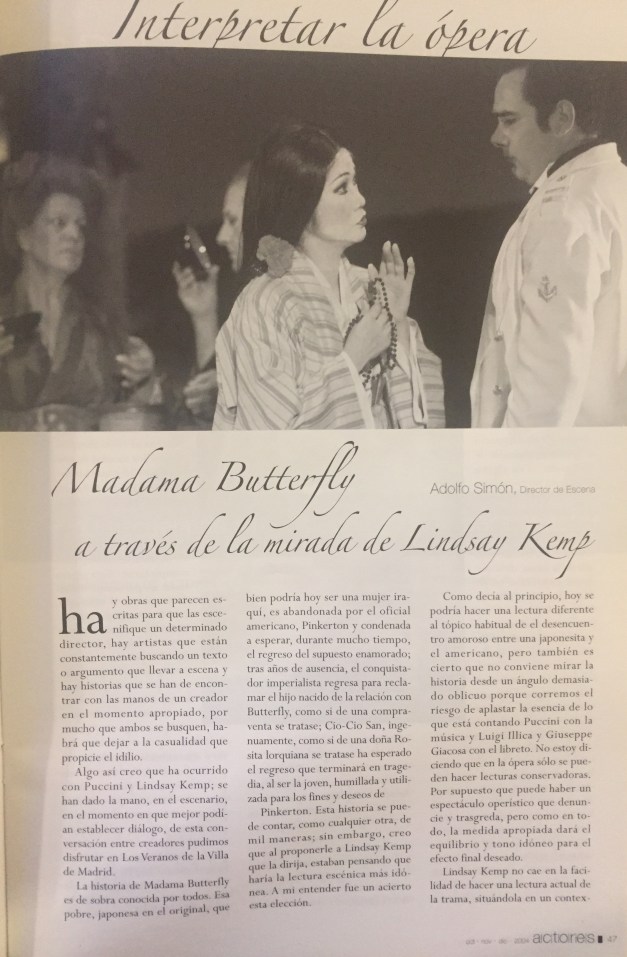 Interpretar la ópera
Madama Butterfly
Adolfo Simón, Director de Escena
a través de la mirada de Lindsay Kemp
hay obras que parecen es-
critas para que las esce-
nifique un determinado
director, hay artistas que están
constantemente buscando un texto
o argumento que llevar a escena y
hay historias que se han de encon-
trar con las manos de un creador
en el momento apropiado, por
mucho que ambos se busquen, ha-
brá que dejar a la casualidad que
propicie el idilio.
Algo así creo que ha ocurrido
con Puccini y Lindsay Kemp; se
han dado la mano, en el escenario,
en el momento en que mejor podí-
an establecer diálogo, de esta con-
versación entre creadores pudimos
disfrutar en Los Veranos de la Villa
de Madrid.
La historia de Madama Butterfly
es de sobra conocida por todos. Esa
pobre, japonesa en el original, que
bien podría hoy ser una mujer ira-
quí, es abandonada por el oficial
americano, Pinkerton y condenada
a esperar, durante mucho tiempo,
el regreso del supuesto enamorado;
tras años de ausencia, el conquista-
dor imperialista regresa para recla-
mar el hijo nacido de la relación con
Butterfly, como si de una compra-
venta se tratase; Cio-Cio San, inge-
nuamente, como si de una doña Ro-
sita lorquiana se tratase ha esperado
el regreso que terminará en trage-
dia, al ser la joven, humillada y utili-
zada para los fines y deseos de
Pinkerton. Esta historia se pue-
de contar, como cualquier otra, de
mil maneras; sin embargo, creo
que al proponerle a Lindsay Kemp
que la dirija, estaban pensando que
haría la lectura escénica más idó-
nea. A mi entender fue un acierto
esta elección.
Como decía al principio, hoy se
podría hacer una lectura diferente
al tópico habitual de el desencuen-
tro amoroso entre una japonesita y
el americano, pero también es
cierto que no conviene mirar la
historia desde un ángulo demasia-
do oblicuo porque corremos el
riesgo de aplastar la esencia de lo
que está contando Puccini con la
música y Luigi Illica y Giuseppe
Giacosa con el libreto. No estoy di-
ciendo que en la ópera sólo se pue-
den hacer lecturas conservadoras.
Por supuesto que puede haber un
espectáculo operístico que denun-
cie y trasgreda, pero como en to-
do, la medida apropiada dará el
equilibrio y tono idóneo para el
efecto final deseado.
Lindsay Kemp no cae en la faci-
lidad de hacer una lectura actual de
la trama, situándola en un contex-
oct · nov · dic · 2004 actores 47